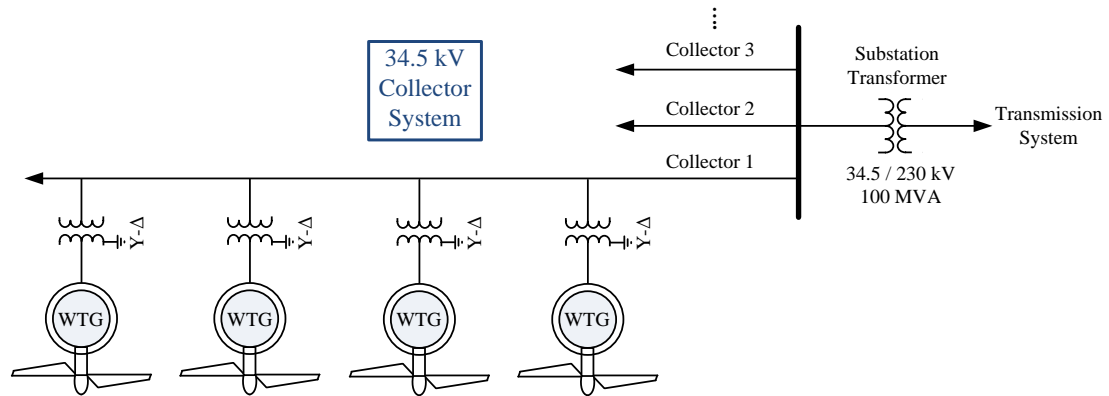 34.5 kV
Collector
System
Collector 3
Collector 2
Collector 1
Substation
Transformer
34.5 / 230 kV
100 MVA
Transmission
System
Y-Δ
Y-Δ
Y-Δ
Y-Δ
WTG
WTG
WTG
WTG